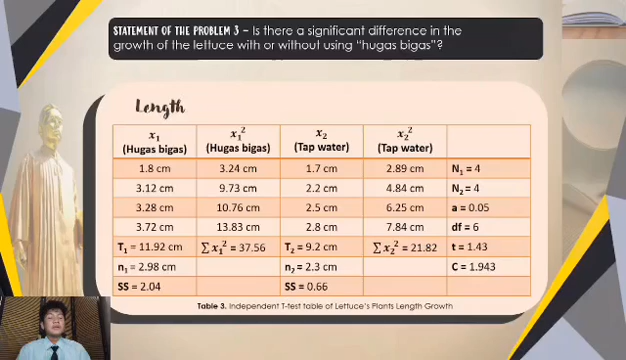 STATEMENT OF THE PROBLEM 3 – Is there a significant difference in the
growth of the lettuce with or without using "hugas bigas"?
Length
x₁ (Hugas bigas) x₁² (Hugas bigas) x₂ (Tap water) x₂² (Tap water)
1.8 cm 3.24 cm 1.7 cm 2.89 cm N₁ = 4
3.12 cm 9.73 cm 2.2 cm 4.84 cm N₂ = 4
3.28 cm 10.76 cm 2.5 cm 6.25 cm a = 0.05
3.72 cm 13.83 cm 2.8 cm 7.84 cm df = 6
T₁ = 11.92 cm ∑x₁² = 37.56 T₂ = 9.2 cm ∑x₂² = 21.82 t = 1.43
n₁ = 2.98 cm n₂ = 2.3 cm C = 1.943
SS = 2.04 SS = 0.66
Table 3. Independent T-test table of Lettuce's Plants Length Growth